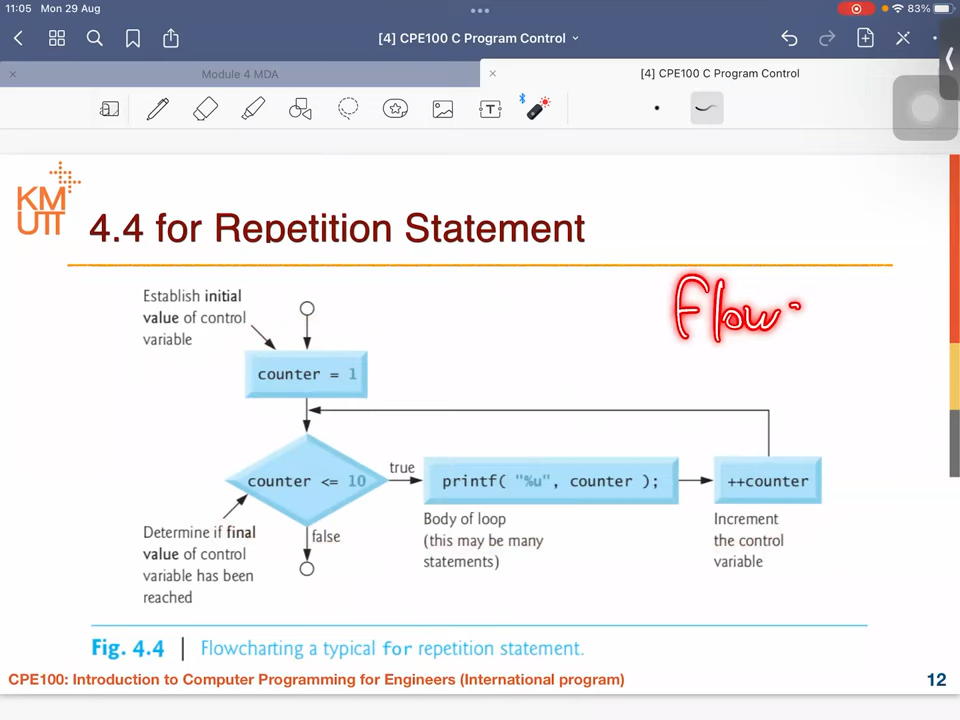 11:05 Mon 29 Aug
83%
[4] CPE100 C Program Control
Module 4 MDA
[4] CPE100 C Program Control
T
KM
UTT
4.4 for Repetition Statement
Flow
Establish initial
value of control
variable
counter = 1
counter <= 10
true
printf( "%u", counter );
++counter
false
Determine if final
value of control
variable has been
reached
Body of loop
(this may be many
statements)
Increment
the control
variable
Fig. 4.4 | Flowcharting a typical for repetition statement.
CPE100: Introduction to Computer Programming for Engineers (International program)
12